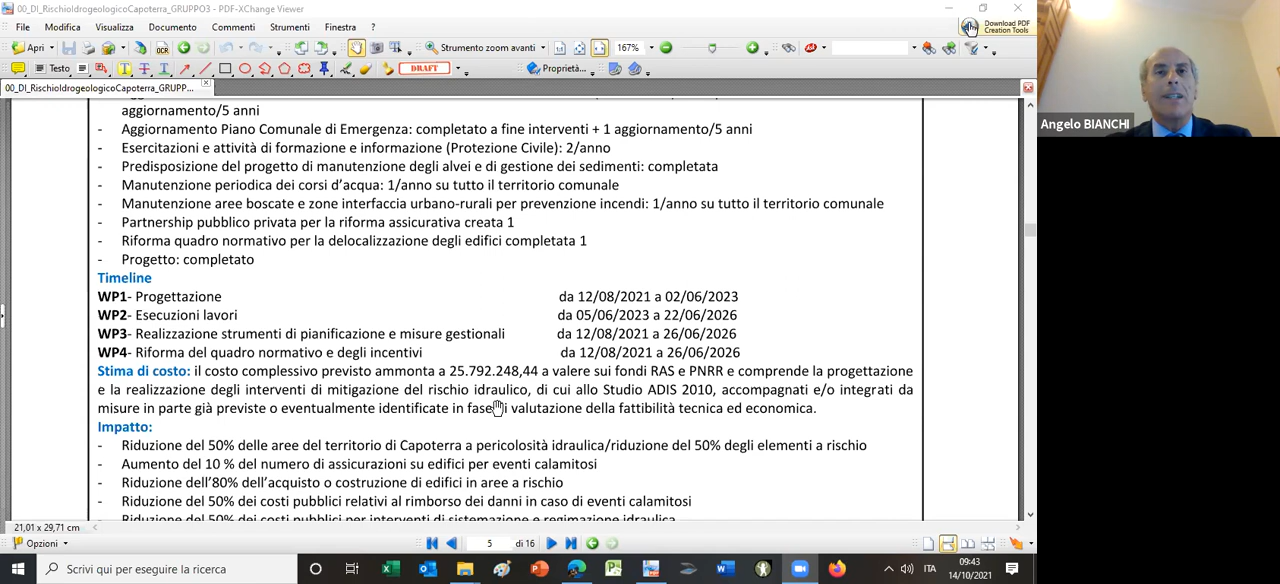 00_DI_RischioIdrogeologicoCapoterra_GRUPPO3 - PDF-XChange Viewer
File Modifica Visualizza Documento Commenti Strumenti Finestra ?
Download PDF
Creation Tools
Apri OCR Strumento zoom avanti 167%
Testo DRAFT Proprietà...
00_DI_RischioIdrogeologicoCapoterra_GRUPP...
aggiornamento/5 anni
- Aggiornamento Piano Comunale di Emergenza: completato a fine interventi + 1 aggiornamento/5 anni
- Esercitazioni e attività di formazione e informazione (Protezione Civile): 2/anno
- Predisposizione del progetto di manutenzione degli alvei e di gestione dei sedimenti: completata
- Manutenzione periodica dei corsi d'acqua: 1/anno su tutto il territorio comunale
- Manutenzione aree boscate e zone interfaccia urbano-rurali per prevenzione incendi: 1/anno su tutto il territorio comunale
- Partnership pubblico privata per la riforma assicurativa creata 1
- Riforma quadro normativo per la delocalizzazione degli edifici completata 1
- Progetto: completato
Timeline
WP1- Progettazione da 12/08/2021 a 02/06/2023
WP2- Esecuzioni lavori da 05/06/2023 a 22/06/2026
WP3- Realizzazione strumenti di pianificazione e misure gestionali da 12/08/2021 a 26/06/2026
WP4- Riforma del quadro normativo e degli incentivi da 12/08/2021 a 26/06/2026
Stima di costo: il costo complessivo previsto ammonta a 25.792.248,44 a valere sui fondi RAS e PNRR e comprende la progettazione
e la realizzazione degli interventi di mitigazione del rischio idraulico, di cui allo Studio ADIS 2010, accompagnati e/o integrati da
misure in parte già previste o eventualmente identificate in fase i valutazione della fattibilità tecnica ed economica.
Impatto:
- Riduzione del 50% delle aree del territorio di Capoterra a pericolosità idraulica/riduzione del 50% degli elementi a rischio
- Aumento del 10 % del numero di assicurazioni su edifici per eventi calamitosi
- Riduzione dell'80% dell'acquisto o costruzione di edifici in aree a rischio
- Riduzione del 50% dei costi pubblici relativi al rimborso dei danni in caso di eventi calamitosi
- Riduzione del 50% dei costi pubblici per interventi di sistemazione e regimazione idraulica
21,01 x 29,71 cm
Opzioni 5 di 16
Scrivi qui per eseguire la ricerca
ITA
09:43
14/10/2021
Angelo BIANCHI